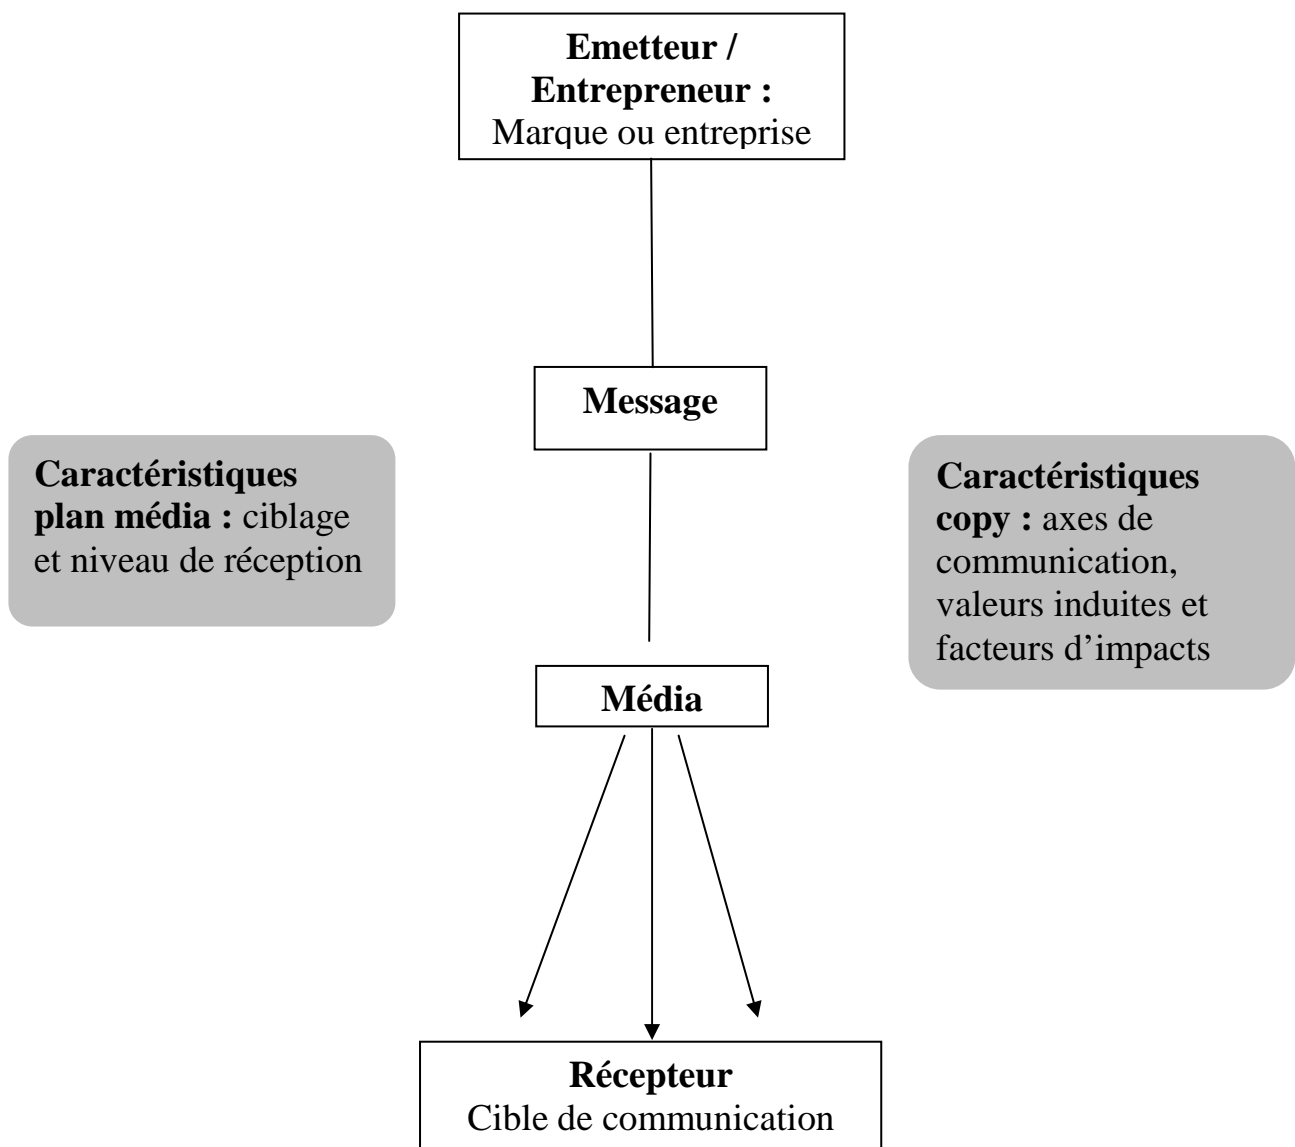 Emetteur /
Entrepreneur :
Marque ou entreprise
Message
Caractéristiques
plan média : ciblage
et niveau de réception
Caractéristiques
copy : axes de
communication,
valeurs induites et
facteurs d’impacts
Média
Récepteur
Cible de communication